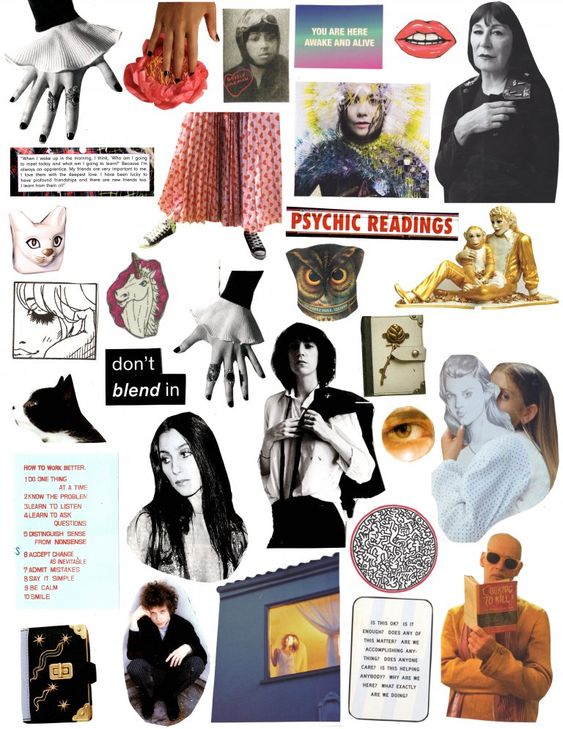 YOU ARE HERE
AWAKE AND ALIVE
"When I wake up in the morning, I think, 'Who am I going
to meet today and what am I going to learn?' Because I'm
always an apprentice. My friends are very important to me
I love them with the deepest love. I have been lucky to
have profound friendships and there are new friends too.
I learn from them all"
PSYCHIC READINGS
don't
blend in
HOW TO WORK BETTER.
1 DO ONE THING
AT A TIME
2 KNOW THE PROBLEM
3 LEARN TO LISTEN
4 LEARN TO ASK
QUESTIONS
5 DISTINGUISH SENSE
FROM NONSENSE
6 ACCEPT CHANGE
AS INEVITABLE
7 ADMIT MISTAKES
8 SAY IT SIMPLE
9 BE CALM
10 SMILE
COOKING
TO KILL!
IS THIS OK? IS IT
ENOUGH? DOES ANY OF
THIS MATTER? ARE WE
ACCOMPLISHING ANY-
THING? DOES ANYONE
CARE? IS THIS HELPING
ANYBODY? WHY ARE WE
HERE? WHAT EXACTLY
ARE WE DOING?